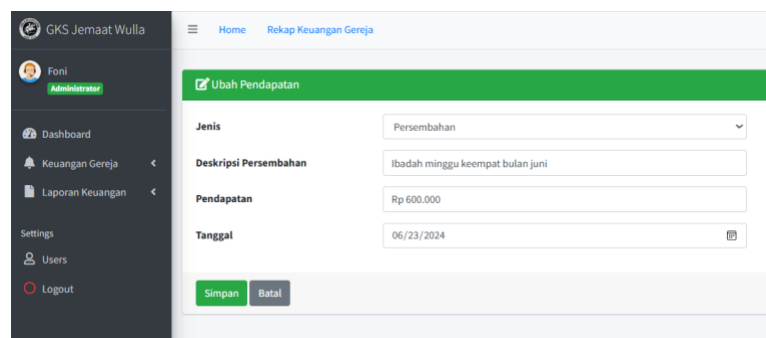 GKS Jemaat Wulla
Home Rekap Keuangan Gereja
Foni
Administrator
Dashboard
Keuangan Gereja
Laporan Keuangan
Settings
Users
Logout
Ubah Pendapatan
Jenis Persembahan
Deskripsi Persembahan Ibadah minggu keempat bulan juni
Pendapatan Rp 600.000
Tanggal 06/23/2024
Simpan Batal